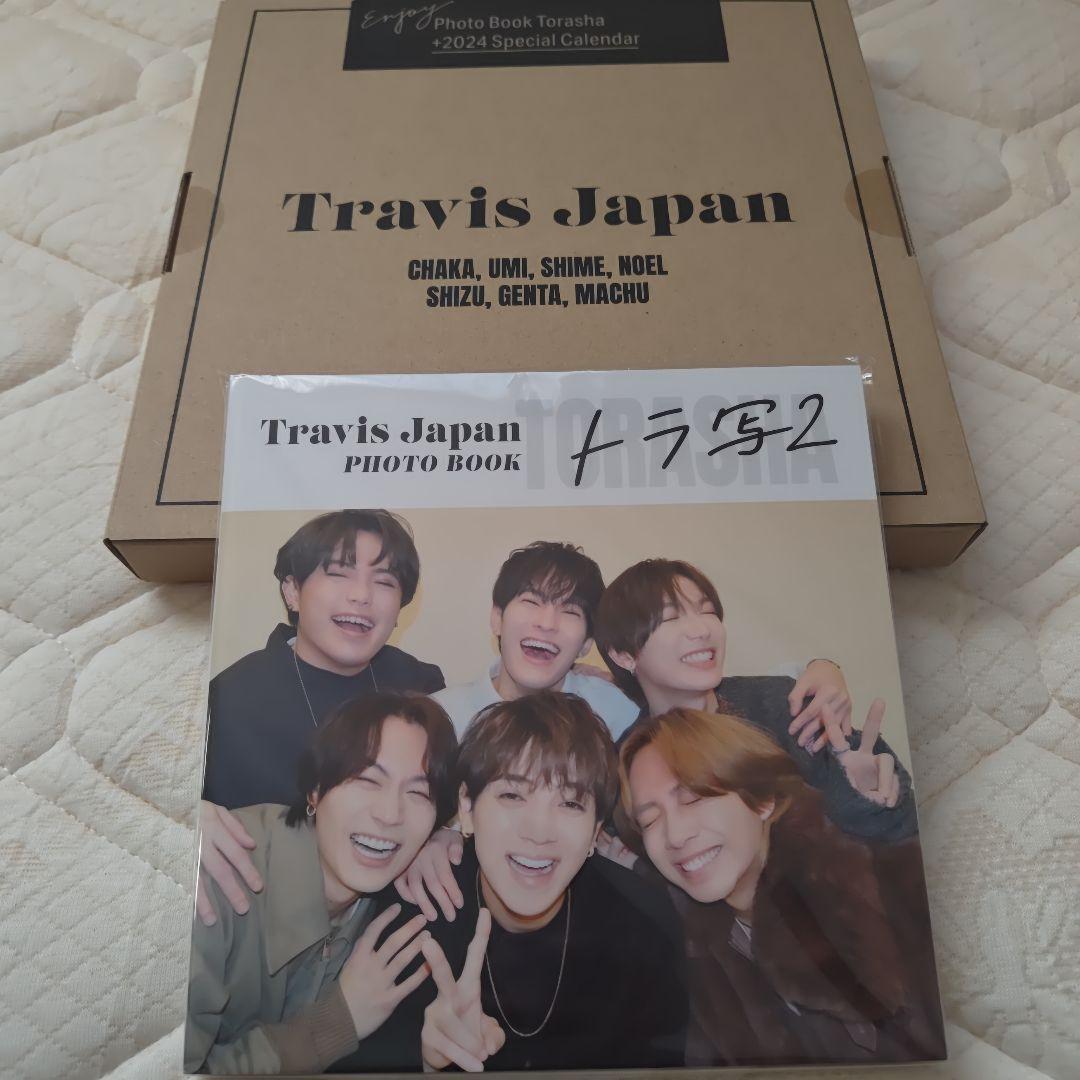 Enjoy
Photo Book Torasha
+2024 Special Calendar
Travis Japan
CHAKA, UMI, SHIME, NOEL
SHIZU, GENTA, MACHU
Travis Japan
PHOTO BOOK
TORASHA
トラ写2